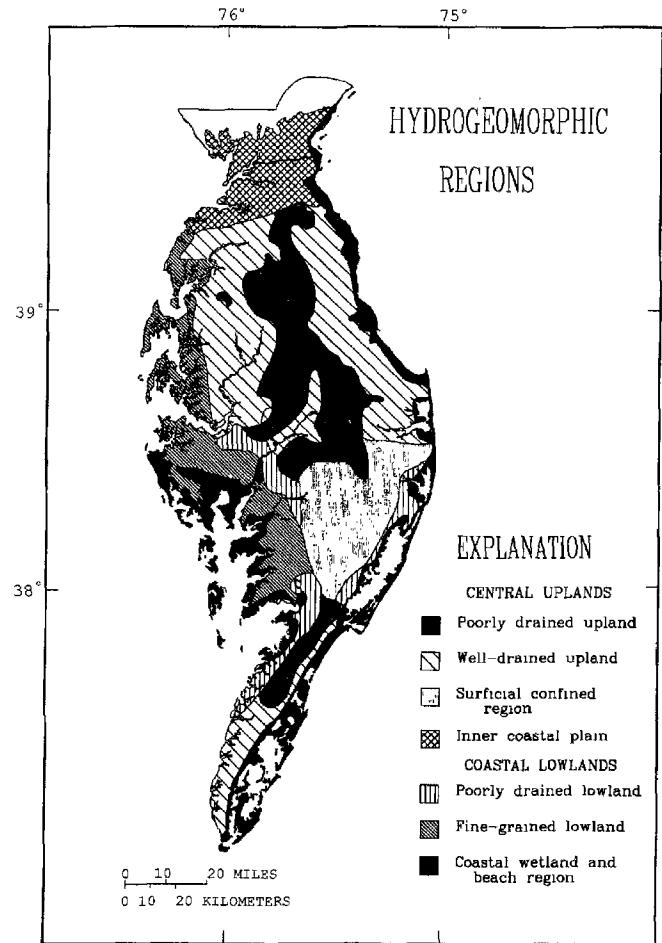 76° 75°
HYDROGEOMORPHIC
REGIONS
39°
38°
EXPLANATION
CENTRAL UPLANDS
Poorly drained upland
Well-drained upland
Surficial confined
region
Inner coastal plain
COASTAL LOWLANDS
Poorly drained lowland
Fine-grained lowland
Coastal wetland and
beach region
0 10 20 MILES
0 10 20 KILOMETERS